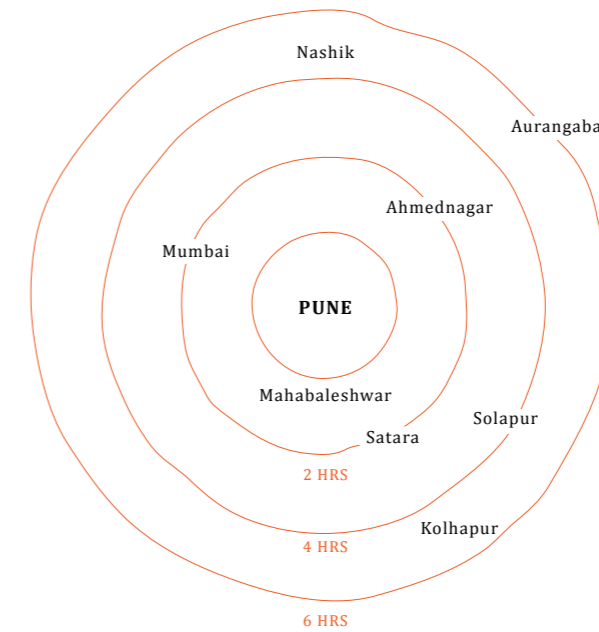 Nashik
Aurangaba
Ahmednagar
Mumbai
PUNE
Mahabaleshwar
Solapur
Satara
2 HRS
Kolhapur
4 HRS
6 HRS